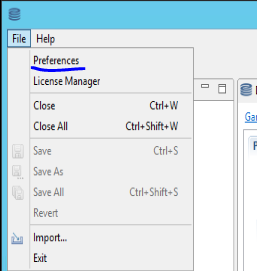 File Help
Preferences
License Manager
Close Ctrl+W
Close All Ctrl+Shift+W
Save Ctrl+S
Save As
Save All Ctrl+Shift+S
Revert
Import...
Exit